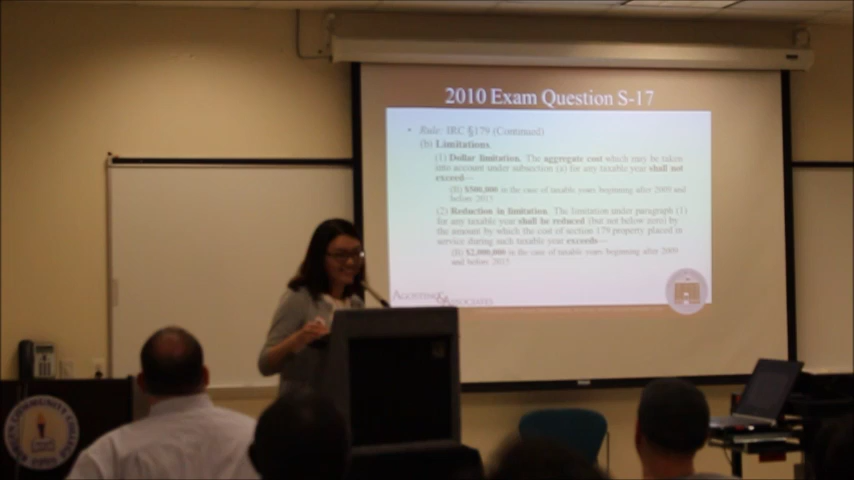 2010 Exam Question S-17
• Rule: IRC §179 (Continued)
(b) Limitations.
(1) Dollar limitation. The aggregate cost which may be taken
into account under subsection (a) for any taxable year shall not
exceed—
(B) $500,000 in the case of taxable years beginning after 2009 and
before 2015
(2) Reduction in limitation. The limitation under paragraph (1)
for any taxable year shall be reduced (but not below zero) by
the amount by which the cost of section 179 property placed in
service during such taxable year exceeds—
(B) $2,000,000 in the case of taxable years beginning after 2009
and before 2015
& ASSOCIATES
COMMUNITY COLLEGE